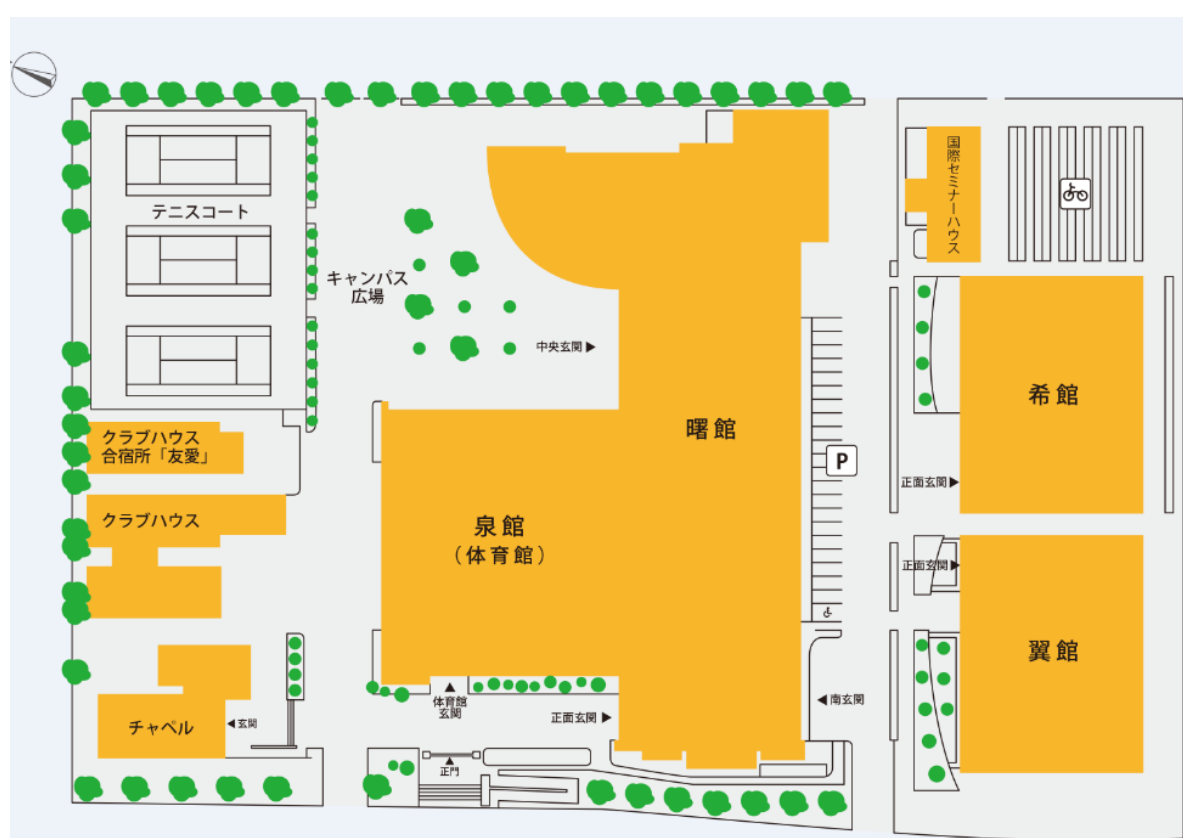 テニスコート
キャンパス
広場
中央玄関▶
国際セミナーハウス
クラブハウス
合宿所「友愛」
クラブハウス
曙館
P
希館
正面玄関▶
泉館
(体育館)
正面玄関▶
翼館
チャペル
◀玄関
▲
体育館
玄関
正面玄関▶
◀南玄関
▲
正門